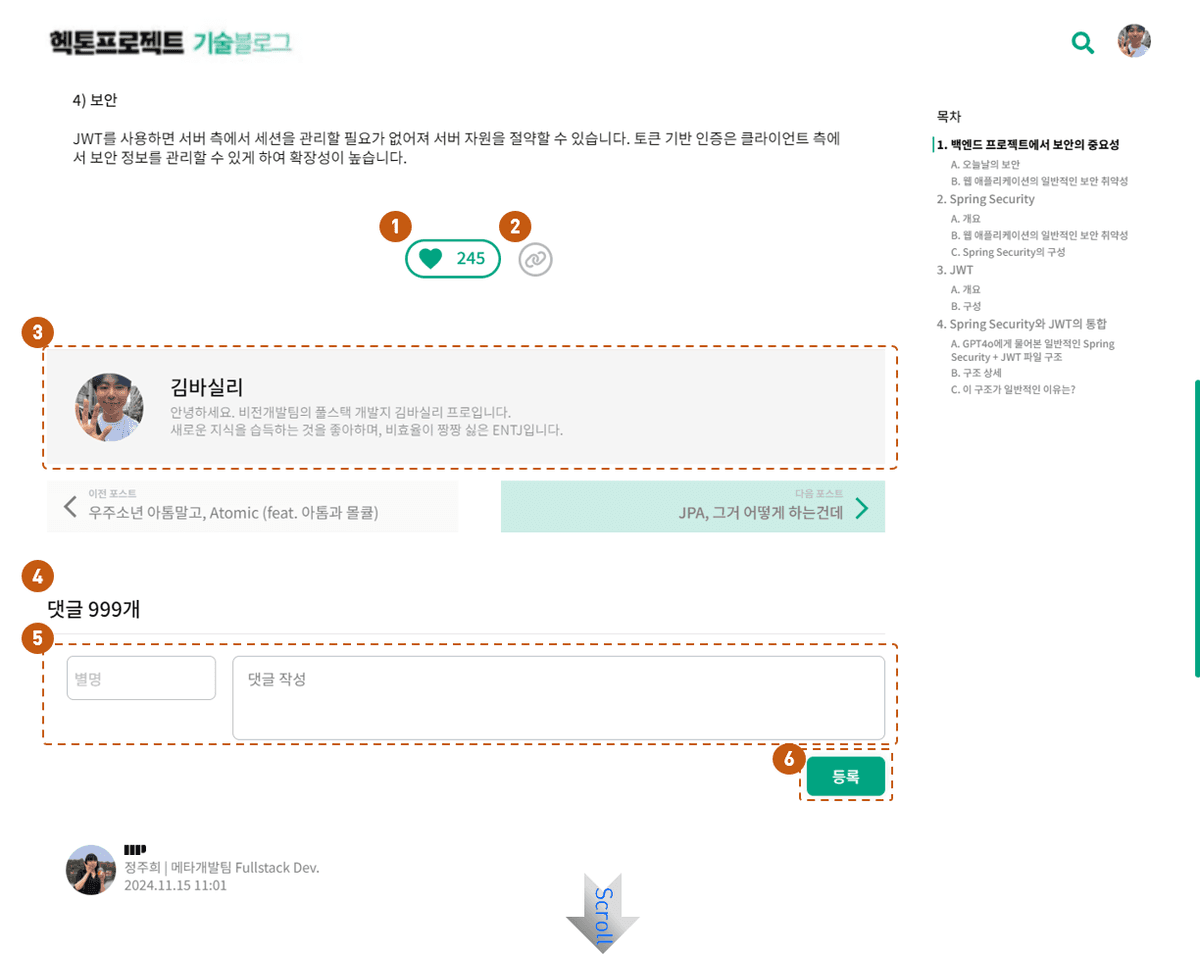 헥톤프로젝트 기술블로그
4) 보안
JWT를 사용하면 서버 측에서 세션을 관리할 필요가 없어져 서버 자원을 절약할 수 있습니다. 토큰 기반 인증은 클라이언트 측에
서 보안 정보를 관리할 수 있게 하여 확장성이 높습니다.
1
2
245
3
김바실리
안녕하세요. 비전개발팀의 풀스택 개발지 김바실리 프로입니다.
새로운 지식을 습득하는 것을 좋아하며, 비효율이 짱짱 싫은 ENTJ입니다.
이전 포스트
우주소년 아톰말고, Atomic (feat. 아톰과 몰큘)
다음 포스트
JPA, 그거 어떻게 하는건데
4
댓글 999개
5
별명
댓글 작성
6
등록
정주희 | 메타개발팀 Fullstack Dev.
2024.11.15 11:01
Scroll
목차
1. 백엔드 프로젝트에서 보안의 중요성
A. 오늘날의 보안
B. 웹 애플리케이션의 일반적인 보안 취약성
2. Spring Security
A. 개요
B. 웹 애플리케이션의 일반적인 보안 취약성
C. Spring Security의 구성
3. JWT
A. 개요
B. 구성
4. Spring Security와 JWT의 통합
A. GPT4o에게 물어본 일반적인 Spring
Security + JWT 파일 구조
B. 구조 상세
C. 이 구조가 일반적인 이유는?